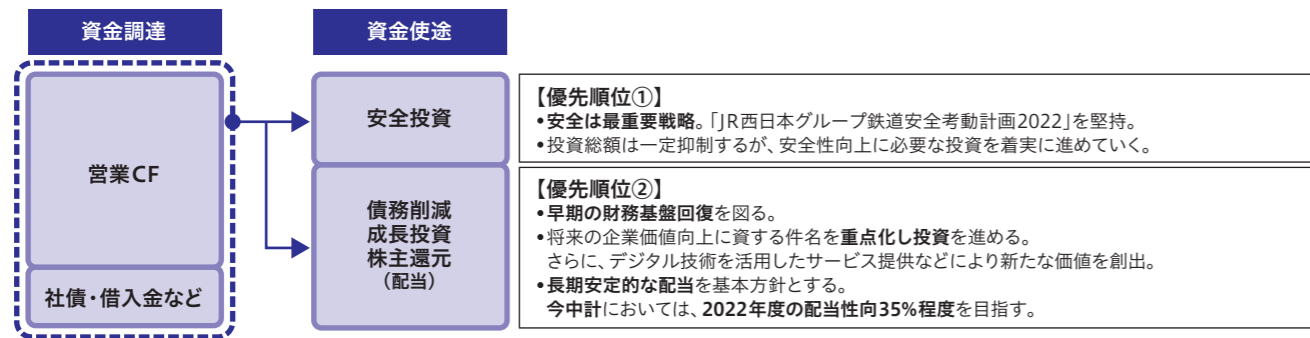 資金調達
資金使途
営業CF
社債・借入金など
安全投資
【優先順位①】
•安全は最重要戦略。「JR西日本グループ鉄道安全考動計画2022」を堅持。
•投資総額は一定抑制するが、安全性向上に必要な投資を着実に進めていく。
債務削減
成長投資
株主還元
（配当）
【優先順位②】
•早期の財務基盤回復を図る。
•将来の企業価値向上に資する件名を重点化し投資を進める。
さらに、デジタル技術を活用したサービス提供などにより新たな価値を創出。
•長期安定的な配当を基本方針とする。
今中計においては、2022年度の配当性向35%程度を目指す。